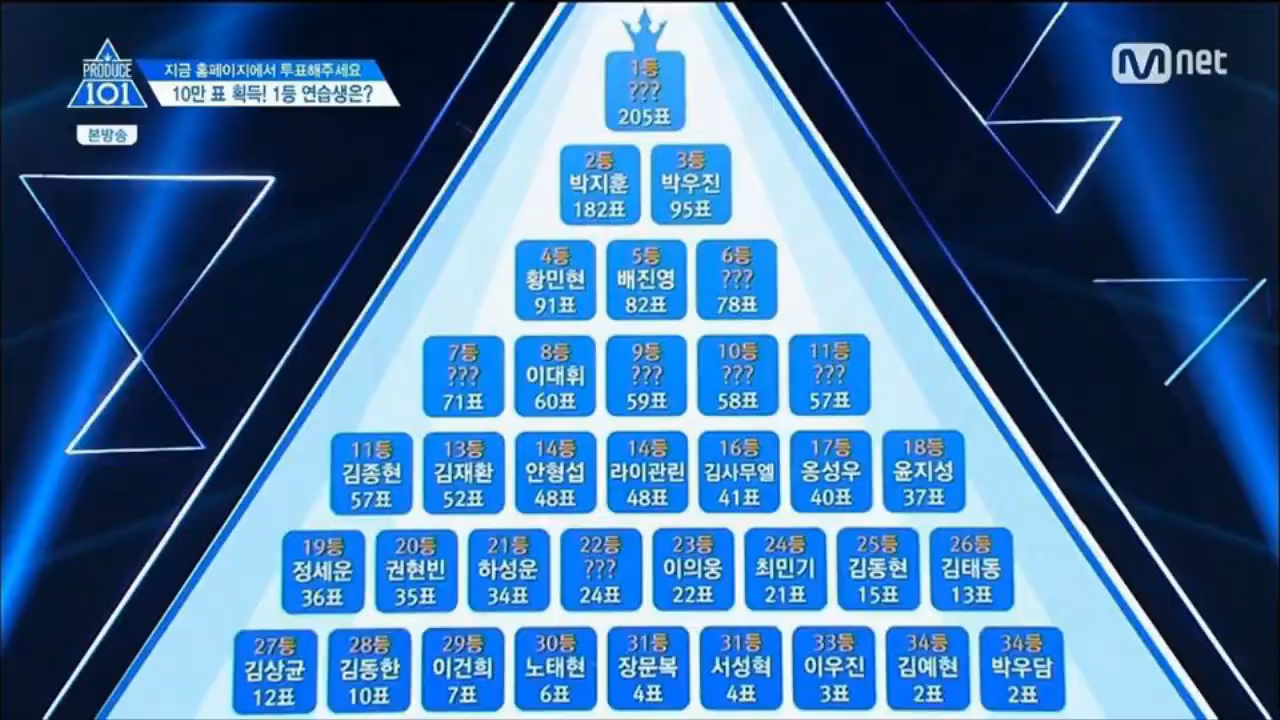 PRODUCE
101
지금 홈페이지에서 투표해주세요
10만 표 획득! 1등 연습생은?
본방송
Mnet
1등
???
205표
2등 3등
박지훈 박우진
182표 95표
4등 5등 6등
황민현 배진영 ???
91표 82표 78표
7등 8등 9등 10등 11등
??? 이대휘 ??? ??? ???
71표 60표 59표 58표 57표
11등 13등 14등 14등 16등 17등 18등
김종현 김재환 안형섭 라이관린 김사무엘 옹성우 윤지성
57표 52표 48표 48표 41표 40표 37표
19등 20등 21등 22등 23등 24등 25등 26등
정세운 권현빈 하성운 ??? 이의웅 최민기 김동현 김태동
36표 35표 34표 24표 22표 21표 15표 13표
27등 28등 29등 30등 31등 31등 33등 34등 34등
김상균 김동한 이건희 노태현 장문복 서성혁 이우진 김예현 박우담
12표 10표 7표 6표 4표 4표 3표 2표 2표